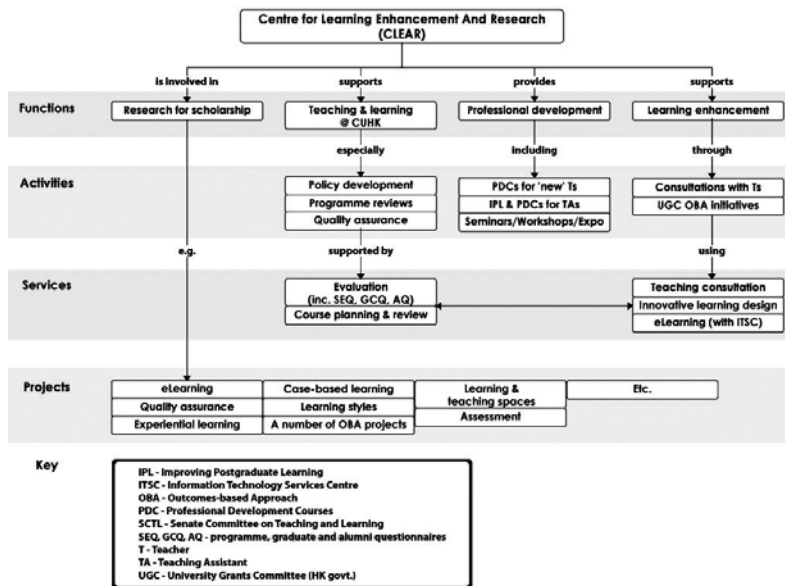 Centre for Learning Enhancement And Research
(CLEAR)
is involved in
supports
provides
supports
Functions
Research for scholarship
Teaching & learning
@ CUHK
Professional development
Learning enhancement
especially
including
through
Activities
Policy development
Programme reviews
Quality assurance
PDCs for 'new' Ts
IPL & PDCs for TAs
Seminars/Workshops/Expo
Consultations with Ts
UGC OBA initiatives
e.g.
supported by
using
Services
Evaluation
(inc. SEQ, GCQ, AQ)
Course planning & review
Teaching consultation
Innovative learning design
eLearning (with ITSC)
Projects
eLearning
Quality assurance
Experiential learning
Case-based learning
Learning styles
A number of OBA projects
Learning &
teaching spaces
Assessment
Etc.
Key
IPL - Improving Postgraduate Learning
ITSC - Information Technology Services Centre
OBA - Outcomes-based Approach
PDC - Professional Development Courses
SCTL - Senate Committee on Teaching and Learning
SEQ, GCQ, AQ - programme, graduate and alumni questionnaires
T - Teacher
TA - Teaching Assistant
UGC - University Grants Committee (HK govt.)